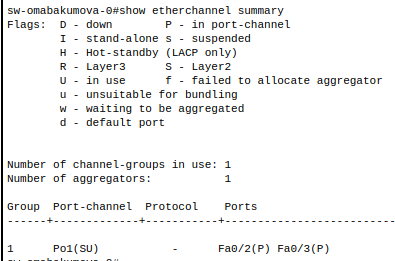 sw-omabakumova-0#show etherchannel summary
Flags:  D - down        P - in port-channel
        I - stand-alone s - suspended
        H - Hot-standby (LACP only)
        R - Layer3      S - Layer2
        U - in use      f - failed to allocate aggregator
        u - unsuitable for bundling
        w - waiting to be aggregated
        d - default port
Number of channel-groups in use: 1
Number of aggregators:           1
Group  Port-channel  Protocol    Ports
------+-------------+-----------+--------------------------
1      Po1(SU)           -      Fa0/2(P) Fa0/3(P)
sw-omabakumova-0#